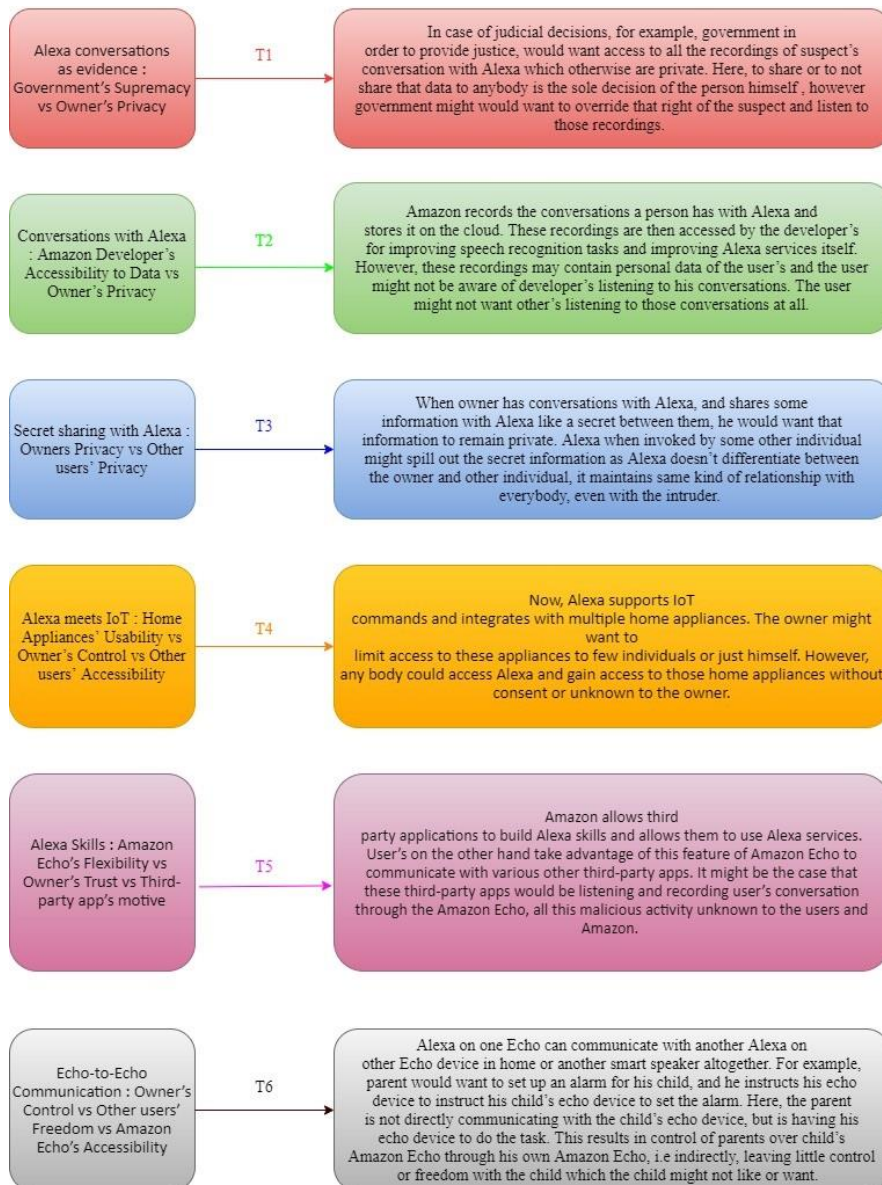 Alexa conversations
as evidence :
Government's Supremacy
vs Owner's Privacy
T1
In case of judicial decisions, for example, government in
order to provide justice, would want access to all the recordings of suspect's
conversation with Alexa which otherwise are private. Here, to share or to not
share that data to anybody is the sole decision of the person himself , however
government might would want to override that right of the suspect and listen to
those recordings.
Conversations with Alexa
: Amazon Developer's
Accessibility to Data vs
Owner's Privacy
T2
Amazon records the conversations a person has with Alexa and
stores it on the cloud. These recordings are then accessed by the developer's
for improving speech recognition tasks and improving Alexa services itself.
However, these recordings may contain personal data of the user's and the user
might not be aware of developer's listening to his conversations. The user
might not want other's listening to those conversations at all.
Secret sharing with Alexa :
Owners Privacy vs Other
users' Privacy
T3
When owner has conversations with Alexa, and shares some
information with Alexa like a secret between them, he would want that
information to remain private. Alexa when invoked by some other individual
might spill out the secret information as Alexa doesn't differentiate between
the owner and other individual, it maintains same kind of relationship with
everybody, even with the intruder.
Alexa meets IoT : Home
Appliances' Usability vs
Owner's Control vs Other
users' Accessibility
T4
Now, Alexa supports IoT
commands and integrates with multiple home appliances. The owner might
want to
limit access to these appliances to few individuals or just himself. However,
any body could access Alexa and gain access to those home appliances without
consent or unknown to the owner.
Alexa Skills : Amazon
Echo's Flexibility vs
Owner's Trust vs Third-
party app's motive
T5
Amazon allows third
party applications to build Alexa skills and allows them to use Alexa services.
User's on the other hand take advantage of this feature of Amazon Echo to
communicate with various other third-party apps. It might be the case that
these third-party apps would be listening and recording user's conversation
through the Amazon Echo, all this malicious activity unknown to the users and
Amazon.
Echo-to-Echo
Communication : Owner's
Control vs Other users'
Freedom vs Amazon
Echo's Accessibility
T6
Alexa on one Echo can communicate with another Alexa on
other Echo device in home or another smart speaker altogether. For example,
parent would want to set up an alarm for his child, and he instructs his echo
device to instruct his child's echo device to set the alarm. Here, the parent
is not directly communicating with the child's echo device, but is having his
echo device to do the task. This results in control of parents over child's
Amazon Echo through his own Amazon Echo, i.e indirectly, leaving little control
or freedom with the child which the child might not like or want.